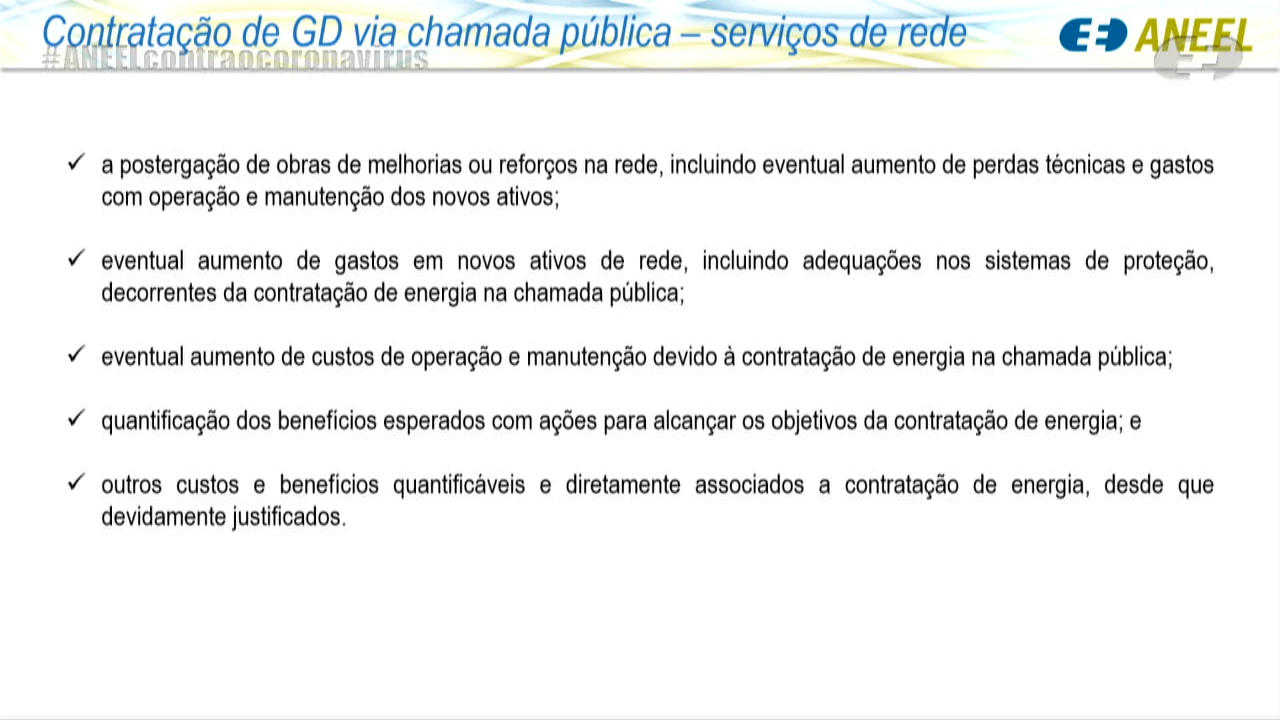 Contratação de GD via chamada pública – serviços de rede
ANEEL
#ANEELcontraocoronavirus
✓ a postergação de obras de melhorias ou reforços na rede, incluindo eventual aumento de perdas técnicas e gastos
com operação e manutenção dos novos ativos;
✓ eventual aumento de gastos em novos ativos de rede, incluindo adequações nos sistemas de proteção,
decorrentes da contratação de energia na chamada pública;
✓ eventual aumento de custos de operação e manutenção devido à contratação de energia na chamada pública;
✓ quantificação dos benefícios esperados com ações para alcançar os objetivos da contratação de energia; e
✓ outros custos e benefícios quantificáveis e diretamente associados a contratação de energia, desde que
devidamente justificados.